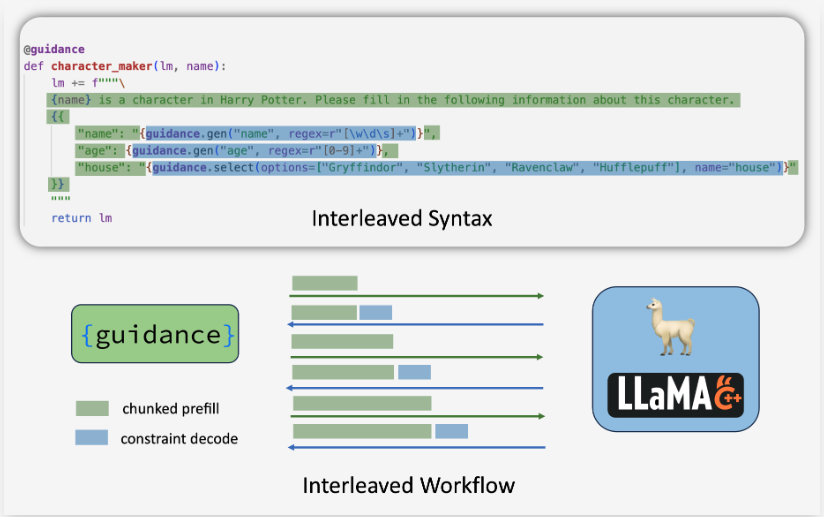 @guidance
def character_maker(lm, name):
lm += f"""\
{name} is a character in Harry Potter. Please fill in the following information about this character.
{{
"name": "{guidance.gen("name", regex=r"[\w\d\s]+")}",
"age": {guidance.gen("age", regex=r"[0-9]+")},
"house": "{guidance.select(options=["Gryffindor", "Slytherin", "Ravenclaw", "Hufflepuff"], name="house")}"
}}
"""
return lm
Interleaved Syntax
{guidance}
LLaMA C++
chunked prefill
constraint decode
Interleaved Workflow